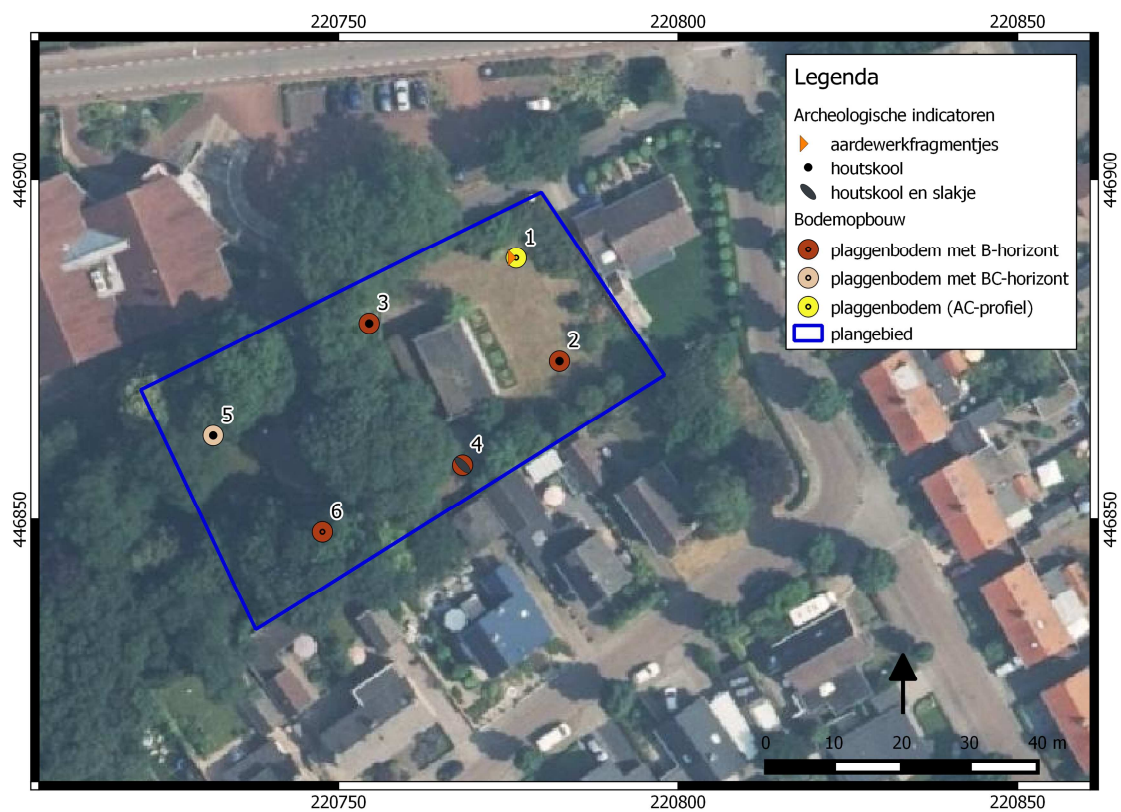 220750 220800 220850
Legenda
Archeologische indicatoren
aardewerkfragmentjes
houtskool
houtskool en slakje
Bodemopbouw
plaggenbodem met B-horizont
plaggenbodem met BC-horizont
plaggenbodem (AC-profiel)
plangebied
446900 446900
1
3
2
5
4
6
446850 446850
0 10 20 30 40 m
220750 220800 220850